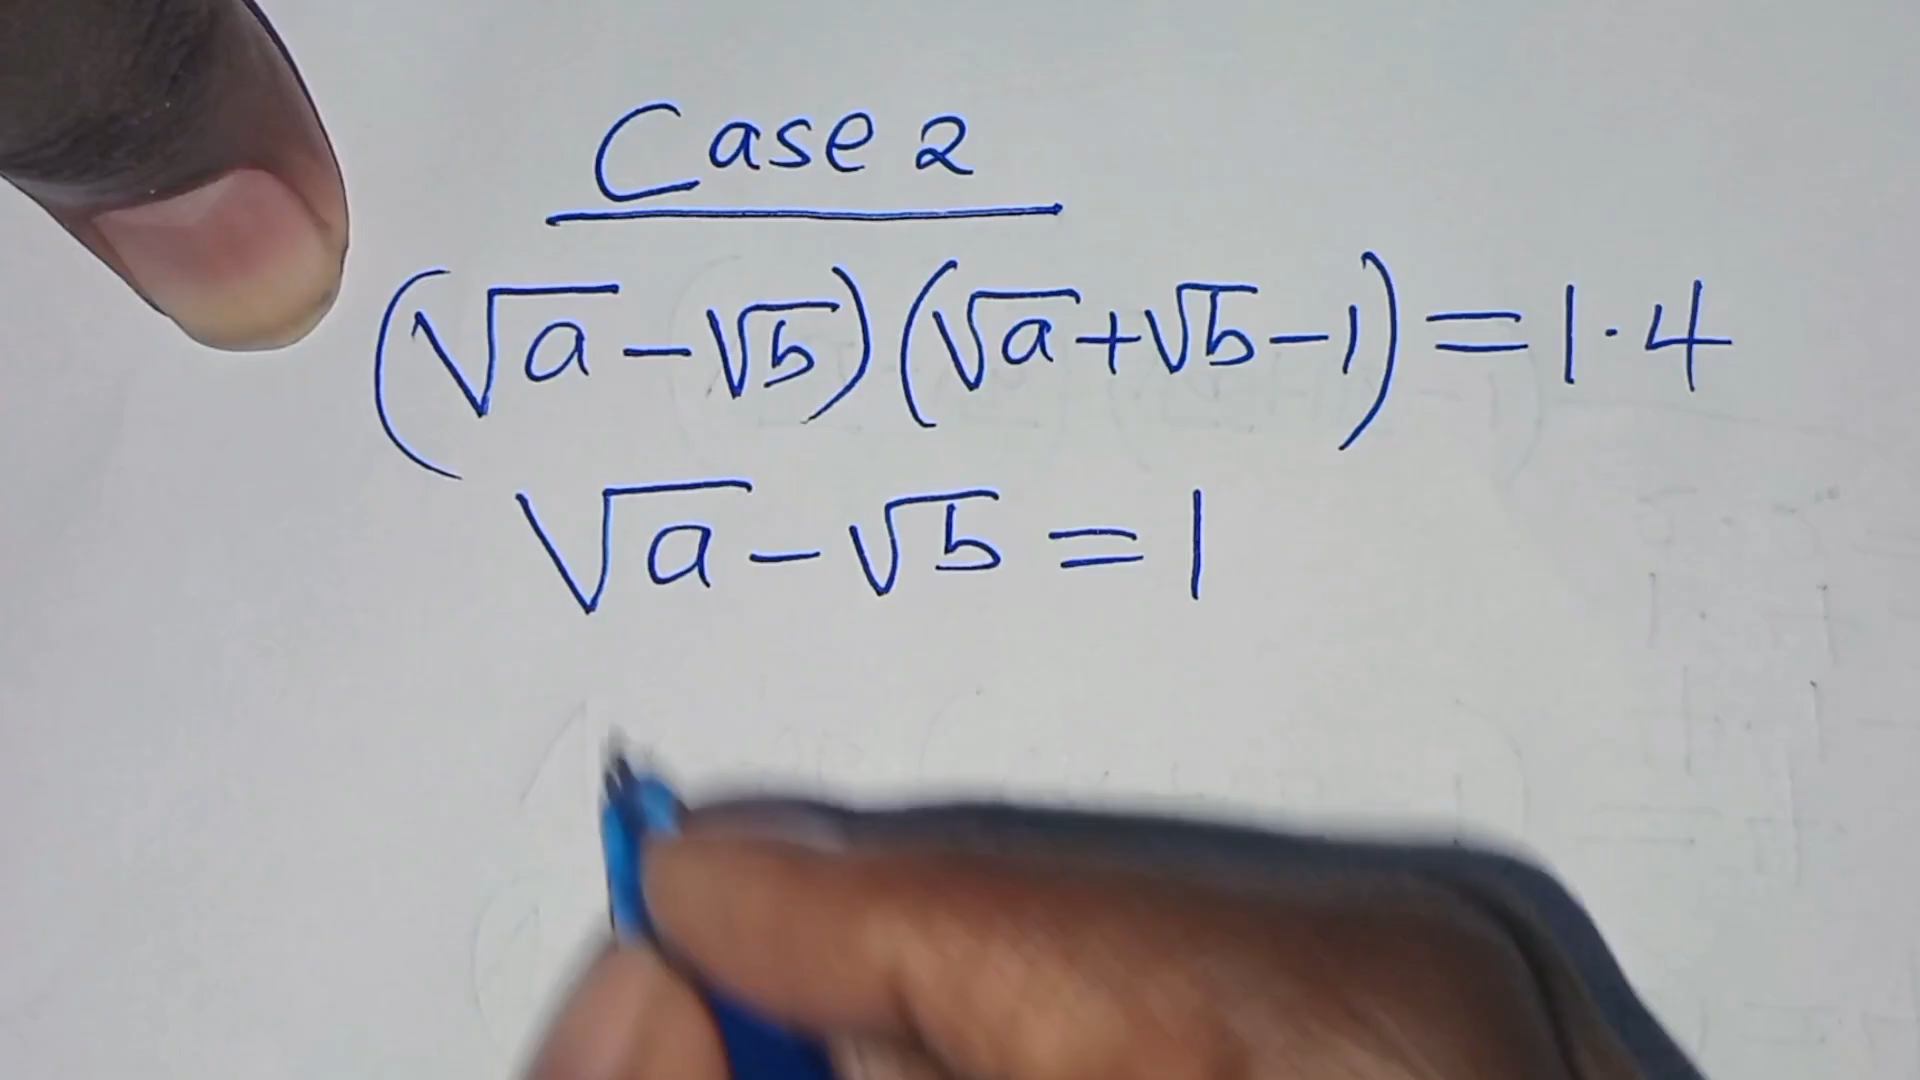 Case 2
(√a - √b)(√a + √b - 1) = 1·4
√a - √b = 1